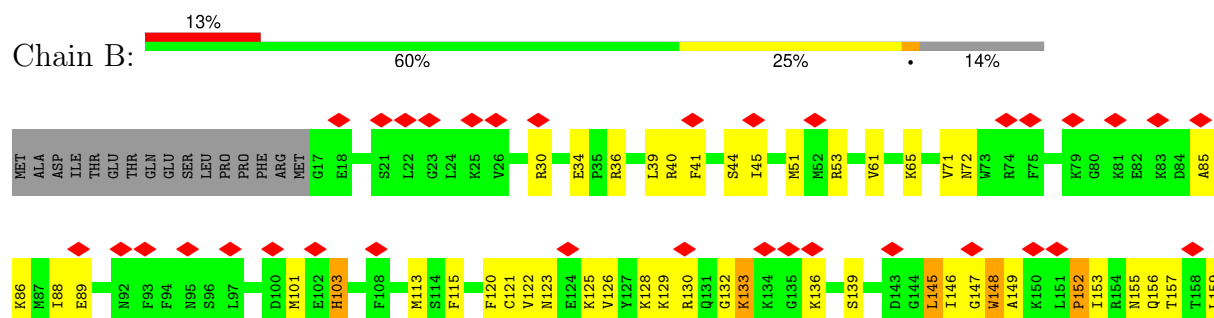 13%
Chain B:
60% 25% • 14%
MET ALA ASP ILE THR GLU THR GLN GLU SER LEU PRO PRO PHE ARG MET G17 E18 S21 L22 G23 L24 K25 V26 R30 E34 P35 R36 L39 R40 F41 S44 I45 M51 M52 R53 V61 K65 V71 N72 W73 R74 F75 K79 G80 K81 E82 K83 D84 A85
K86 M87 I88 E89 N92 F93 F94 N95 S96 L97 D100 M101 E102 H103 F108 M113 S114 F115 F120 C121 V122 N123 E124 K125 V126 Y127 K128 K129 R130 Q131 G132 K133 K134 G135 K136 S139 D143 G144 L145 I146 G147 W148 A149 K150 L151 P152 I153 R154 N155 Q156 T157 T158